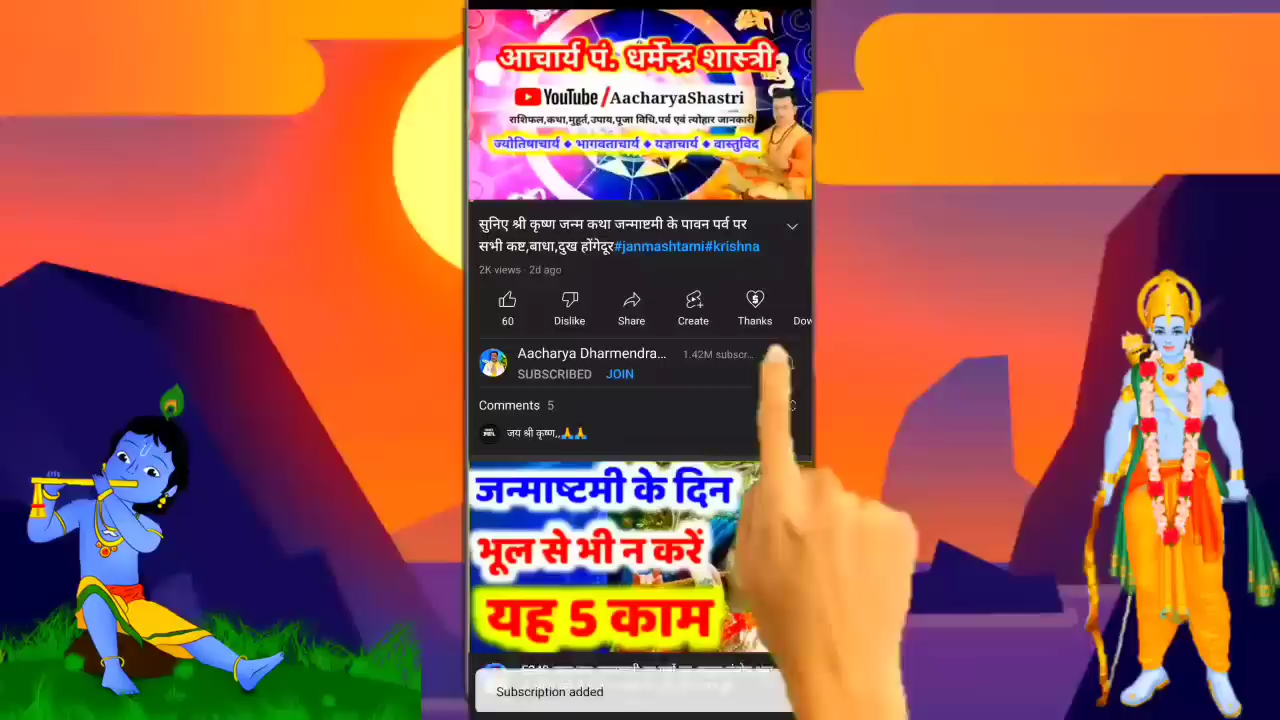 आचार्य पं. धर्मेन्द्र शास्त्री
YouTube/AacharyaShastri
राशिफल,कथा,मुहूर्त,उपाय,पूजा विधि,पर्व एवं त्योहार जानकारी
ज्योतिषाचार्य ◆ भागवताचार्य ◆ यज्ञाचार्य ◆ वास्तुविद
सुनिए श्री कृष्ण जन्म कथा जन्माष्टमी के पावन पर्व पर
सभी कष्ट,बाधा,दुख होंगेदूर#janmashtami#krishna
2K views · 2d ago
60 Dislike Share Create Thanks Dow
Aacharya Dharmendra... 1.42M subscr...
SUBSCRIBED JOIN
Comments 5
जय श्री कृष्ण,,🙏🙏
जन्माष्टमी के दिन
भूल से भी न करें
यह 5 काम
Subscription added